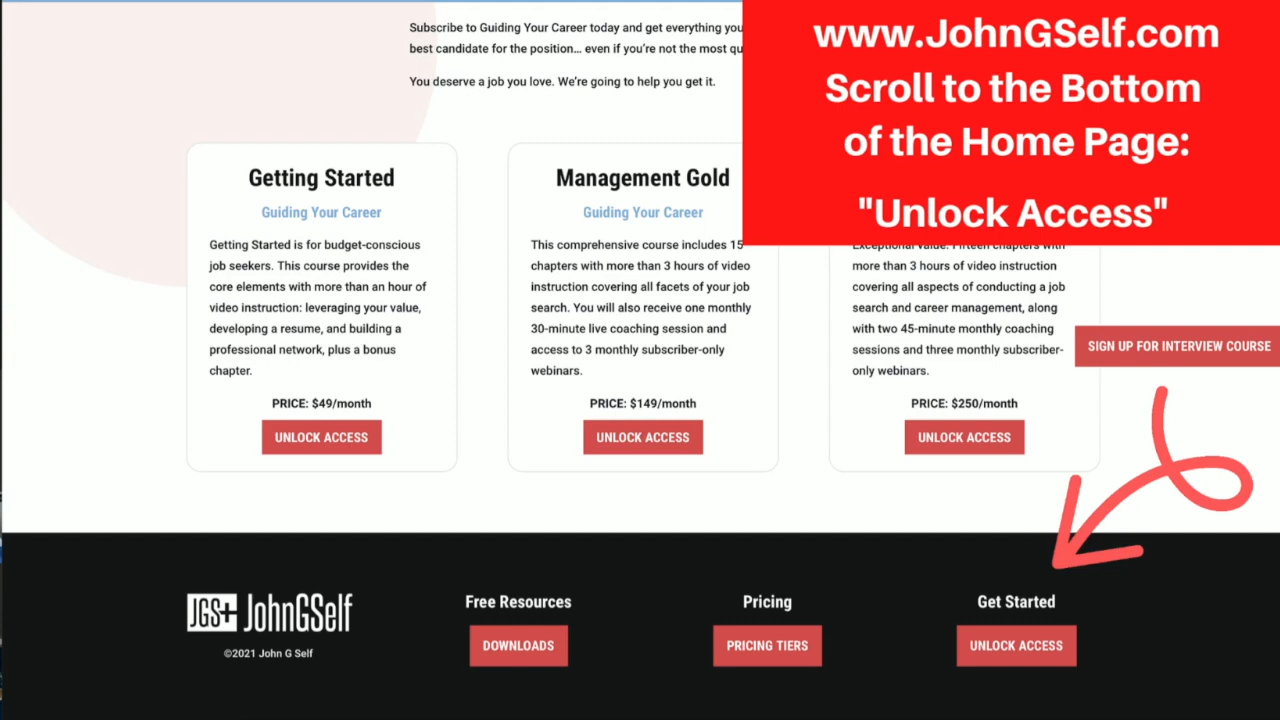 Subscribe to Guiding Your Career today and get everything you
best candidate for the position... even if you're not the most qu
You deserve a job you love. We're going to help you get it.
www.JohnGSelf.com
Scroll to the Bottom
of the Home Page:
"Unlock Access"
Getting Started
Guiding Your Career
Getting Started is for budget-conscious
job seekers. This course provides the
core elements with more than an hour of
video instruction: leveraging your value,
developing a resume, and building a
professional network, plus a bonus
chapter.
PRICE: $49/month
UNLOCK ACCESS
Management Gold
Guiding Your Career
This comprehensive course includes 15
chapters with more than 3 hours of video
instruction covering all facets of your job
search. You will also receive one monthly
30-minute live coaching session and
access to 3 monthly subscriber-only
webinars.
PRICE: $149/month
UNLOCK ACCESS
Exceptional value. Fifteen chapters with
more than 3 hours of video instruction
covering all aspects of conducting a job
search and career management, along
with two 45-minute monthly coaching
sessions and three monthly subscriber-
only webinars.
PRICE: $250/month
UNLOCK ACCESS
SIGN UP FOR INTERVIEW COURSE
JGS+ JohnGSelf
©2021 John G Self
Free Resources
DOWNLOADS
Pricing
PRICING TIERS
Get Started
UNLOCK ACCESS